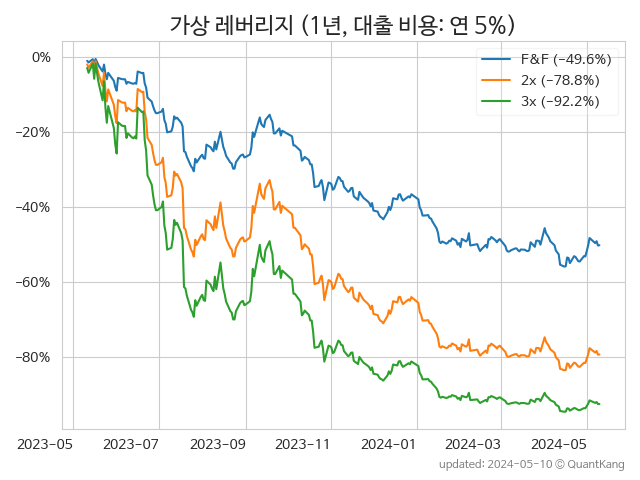 가상 레버리지 (1년, 대출 비용: 연 5%)
F&F (−49.6%)
2x (−78.8%)
3x (−92.2%)
0%
−20%
−40%
−60%
−80%
2023−05 2023−07 2023−09 2023−11 2024−01 2024−03 2024−05
updated: 2024-05-10 © QuantKang